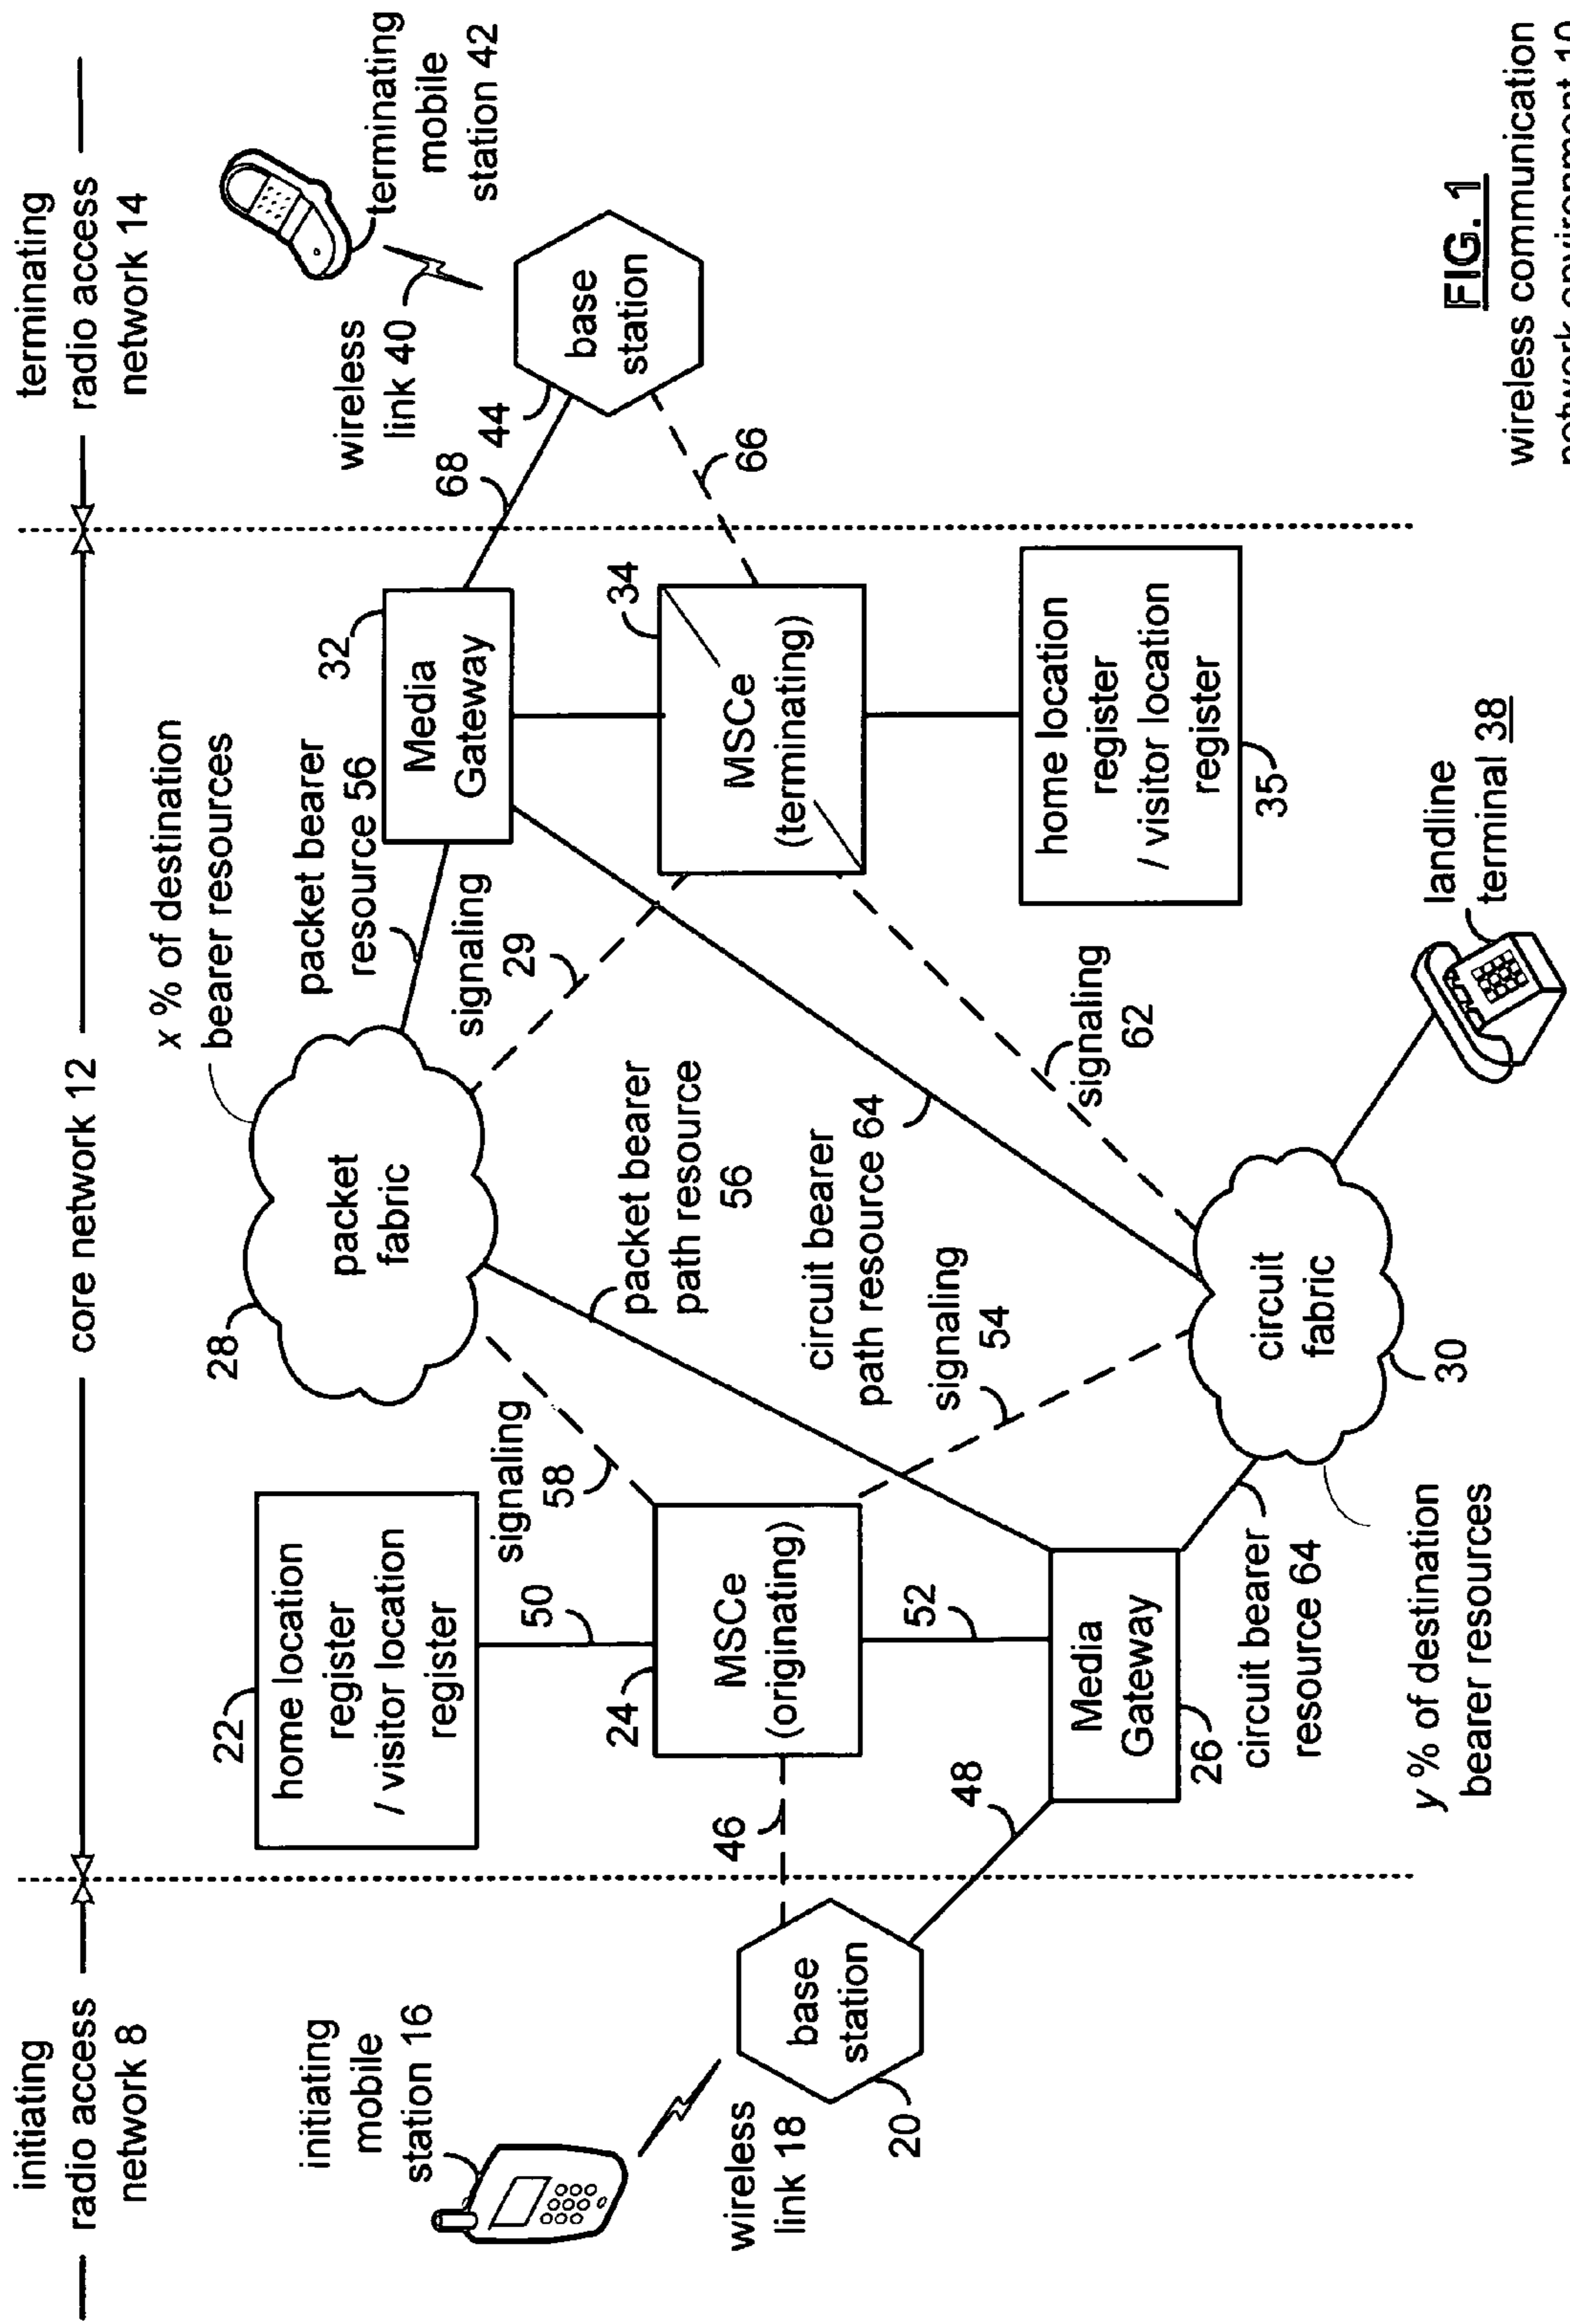 initiating
radio access
network 8
core network 12
terminating
radio access
network 14
initiating
mobile
station 16
wireless
link 18
20
base
station
22
home location
register
/ visitor location
register
50
24
MSCe
(originating)
46
52
48
Media
Gateway
26
circuit bearer
resource 64
y % of destination
bearer resources
signaling
58
28
packet
fabric
x % of destination
bearer resources
packet bearer
resource 56
signaling
29
packet bearer
path resource
56
circuit bearer
path resource 64
signaling
54
signaling
62
circuit
fabric
30
landline
terminal 38
32
Media
Gateway
34
MSCe
(terminating)
home location
register
/ visitor location
register
35
68
66
44
base
station
wireless
link 40
terminating
mobile
station 42
FIG. 1
wireless communication
network environment 10